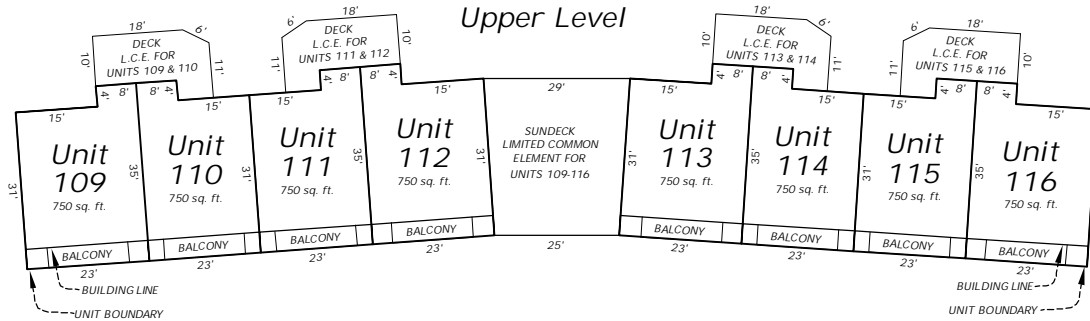 Upper Level
18'
6'
10'
11'
DECK
L.C.E. FOR
UNITS 109 & 110
18'
6'
10'
11'
DECK
L.C.E. FOR
UNITS 111 & 112
18'
6'
10'
11'
DECK
L.C.E. FOR
UNITS 113 & 114
18'
6'
10'
11'
DECK
L.C.E. FOR
UNITS 115 & 116
15'
4'
8'
8'
4'
15'
15'
4'
8'
8'
4'
15'
29'
15'
4'
8'
8'
4'
15'
15'
4'
8'
8'
4'
15'
31'
Unit
109
750 sq. ft.
35'
Unit
110
750 sq. ft.
31'
Unit
111
750 sq. ft.
35'
Unit
112
750 sq. ft.
31'
SUNDECK
LIMITED COMMON
ELEMENT FOR
UNITS 109-116
31'
Unit
113
750 sq. ft.
35'
Unit
114
750 sq. ft.
31'
Unit
115
750 sq. ft.
35'
Unit
116
750 sq. ft.
31'
BALCONY
BALCONY
BALCONY
BALCONY
BALCONY
BALCONY
BALCONY
BALCONY
23'
23'
23'
23'
25'
23'
23'
23'
23'
BUILDING LINE
UNIT BOUNDARY
BUILDING LINE
UNIT BOUNDARY